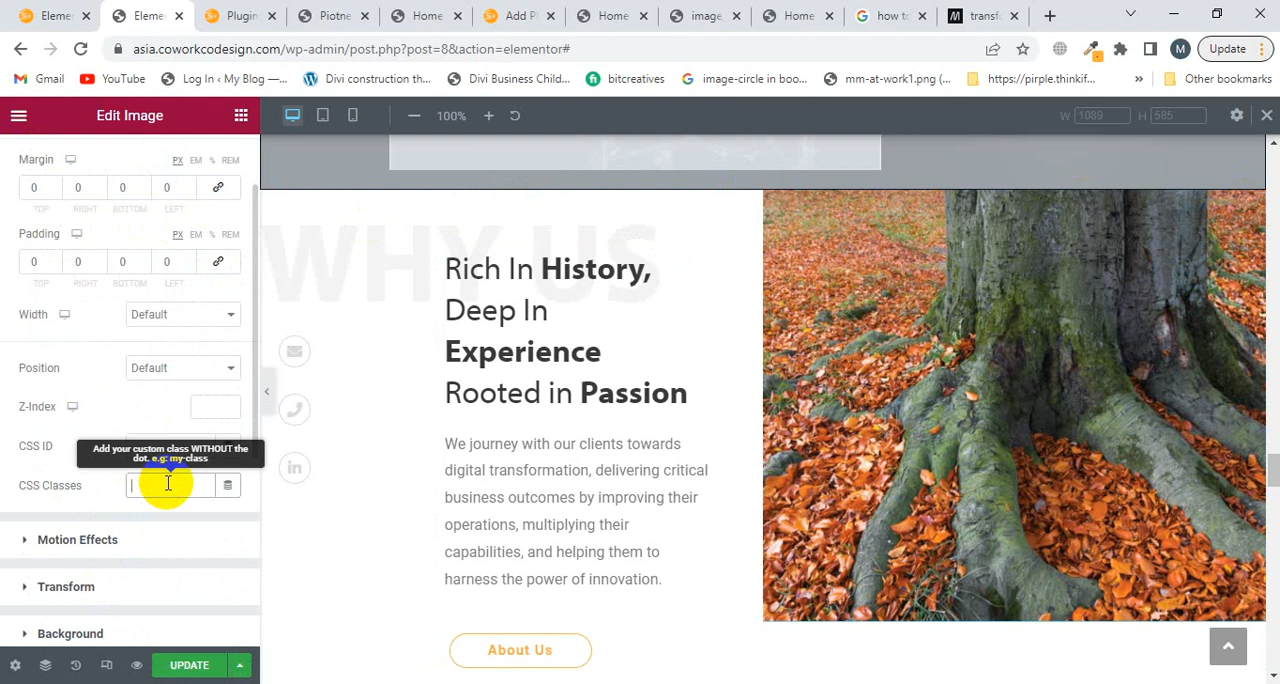 Elemen
Elemen
Plugin
Piotne
Home
Add Pl
Home
image,
Home
how to
transf
asia.coworkcodesign.com/wp-admin/post.php?post=8&action=elementor#
M
Update
Gmail
YouTube
Log In ‹ My Blog —...
Divi construction th...
Divi Business Child...
bitcreatives
image-circle in boo...
mm-at-work1.png (...
https://pirple.thinkif...
»
Other bookmarks
Edit Image
100%
W 1089 H 585
Margin PX EM % REM
0 0 0 0
TOP RIGHT BOTTOM LEFT
Padding PX EM % REM
0 0 0 0
TOP RIGHT BOTTOM LEFT
Width Default
Position Default
Z-Index
CSS ID
Add your custom class WITHOUT the
dot. e.g: my-class
CSS Classes
Motion Effects
Transform
Background
UPDATE
WHY US
Rich In History,
Deep In
Experience
Rooted in Passion
We journey with our clients towards
digital transformation, delivering critical
business outcomes by improving their
operations, multiplying their
capabilities, and helping them to
harness the power of innovation.
About Us